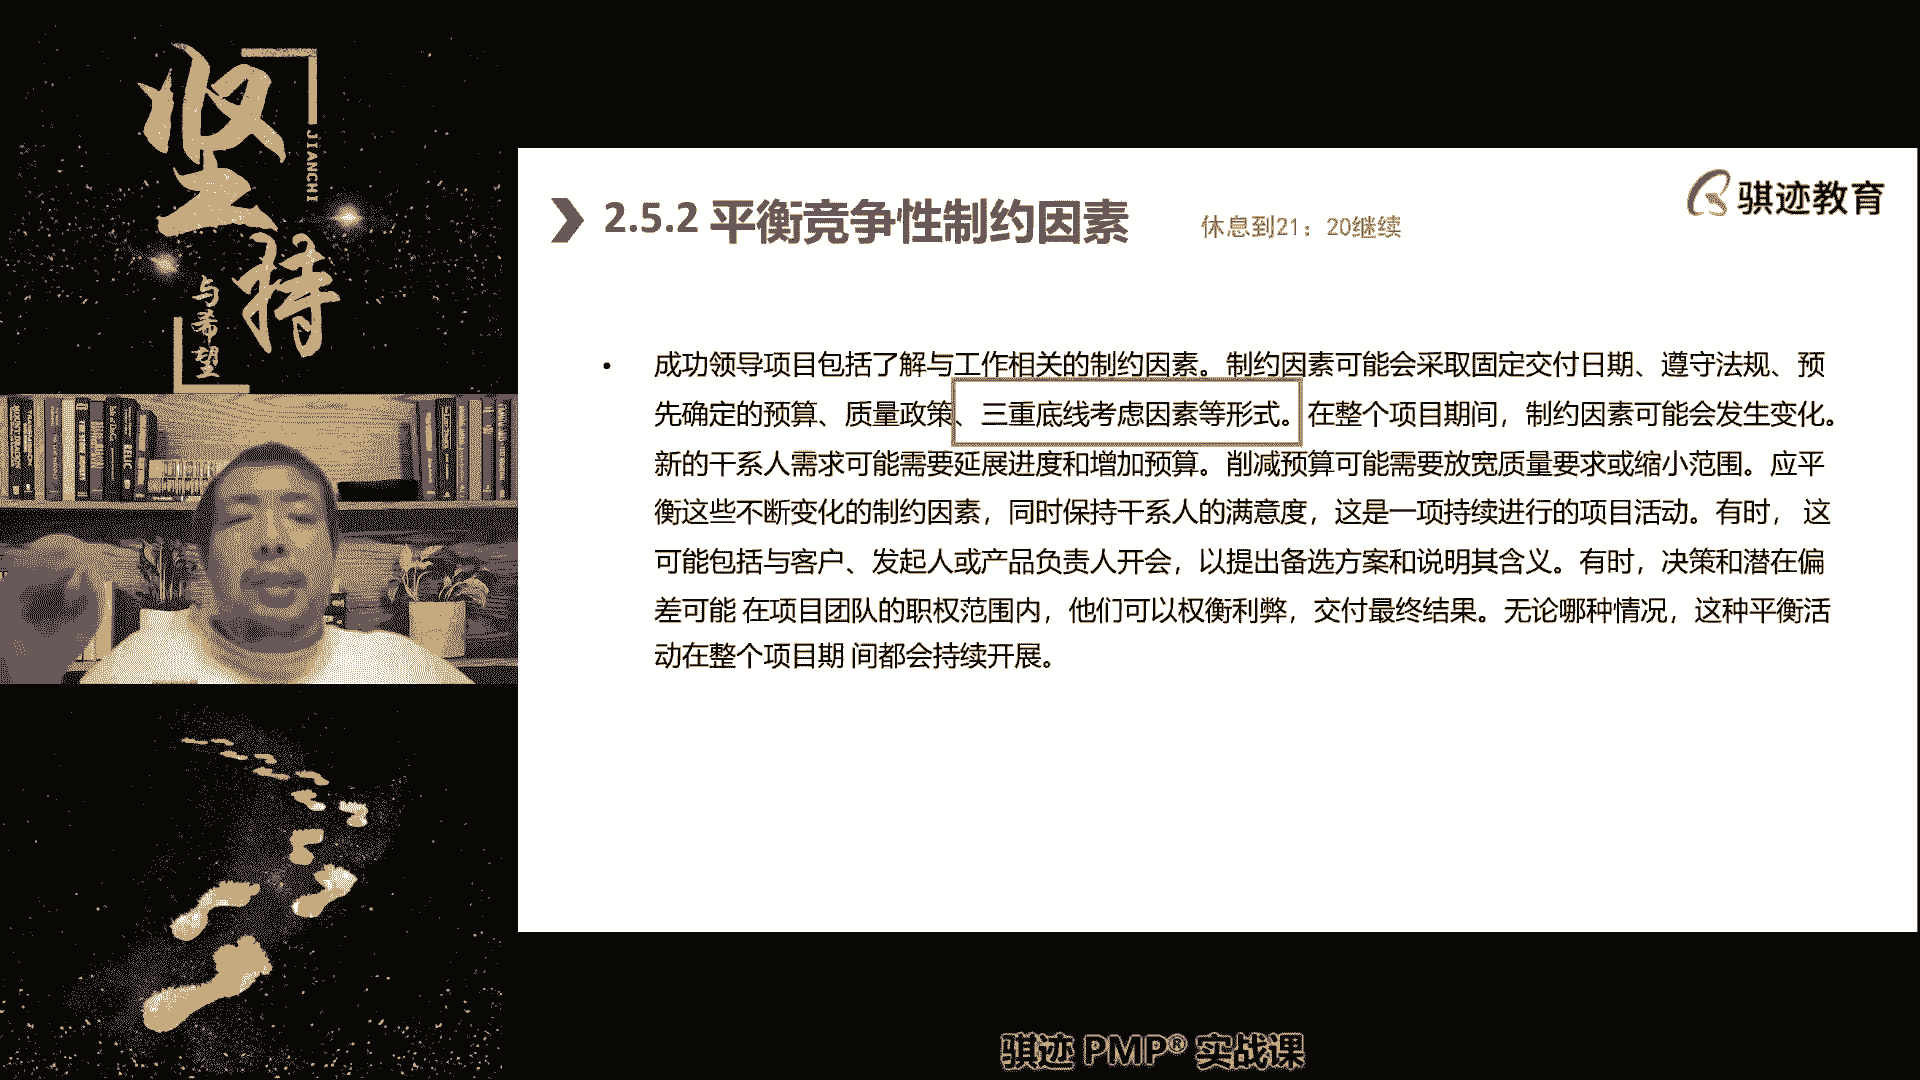 坚持
JIANCHI
与希望
骐迹教育
2.5.2 平衡竞争性制约因素
休息到21：20继续
• 成功领导项目包括了解与工作相关的制约因素。制约因素可能会采取固定交付日期、遵守法规、预
先确定的预算、质量政策、三重底线考虑因素等形式。在整个项目期间，制约因素可能会发生变化。
新的干系人需求可能需要延展进度和增加预算。削减预算可能需要放宽质量要求或缩小范围。应平
衡这些不断变化的制约因素，同时保持干系人的满意度，这是一项持续进行的项目活动。有时， 这
可能包括与客户、发起人或产品负责人开会，以提出备选方案和说明其含义。有时，决策和潜在偏
差可能 在项目团队的职权范围内，他们可以权衡利弊，交付最终结果。无论哪种情况，这种平衡活
动在整个项目期 间都会持续开展。
骐迹 PMP® 实战课